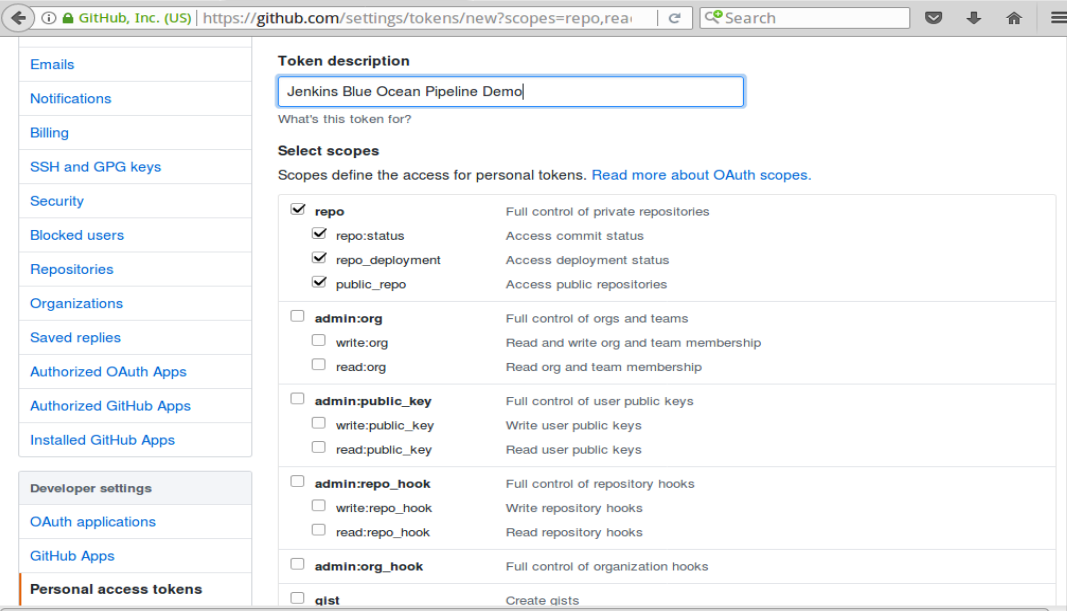 GitHub, Inc. (US) https://github.com/settings/tokens/new?scopes=repo,rea Search
Emails
Notifications
Billing
SSH and GPG keys
Security
Blocked users
Repositories
Organizations
Saved replies
Authorized OAuth Apps
Authorized GitHub Apps
Installed GitHub Apps
Developer settings
OAuth applications
GitHub Apps
Personal access tokens
Token description
Jenkins Blue Ocean Pipeline Demo
What's this token for?
Select scopes
Scopes define the access for personal tokens. Read more about OAuth scopes.
repo Full control of private repositories
repo:status Access commit status
repo_deployment Access deployment status
public_repo Access public repositories
admin:org Full control of orgs and teams
write:org Read and write org and team membership
read:org Read org and team membership
admin:public_key Full control of user public keys
write:public_key Write user public keys
read:public_key Read user public keys
admin:repo_hook Full control of repository hooks
write:repo_hook Write repository hooks
read:repo_hook Read repository hooks
admin:org_hook Full control of organization hooks
gist Create gists